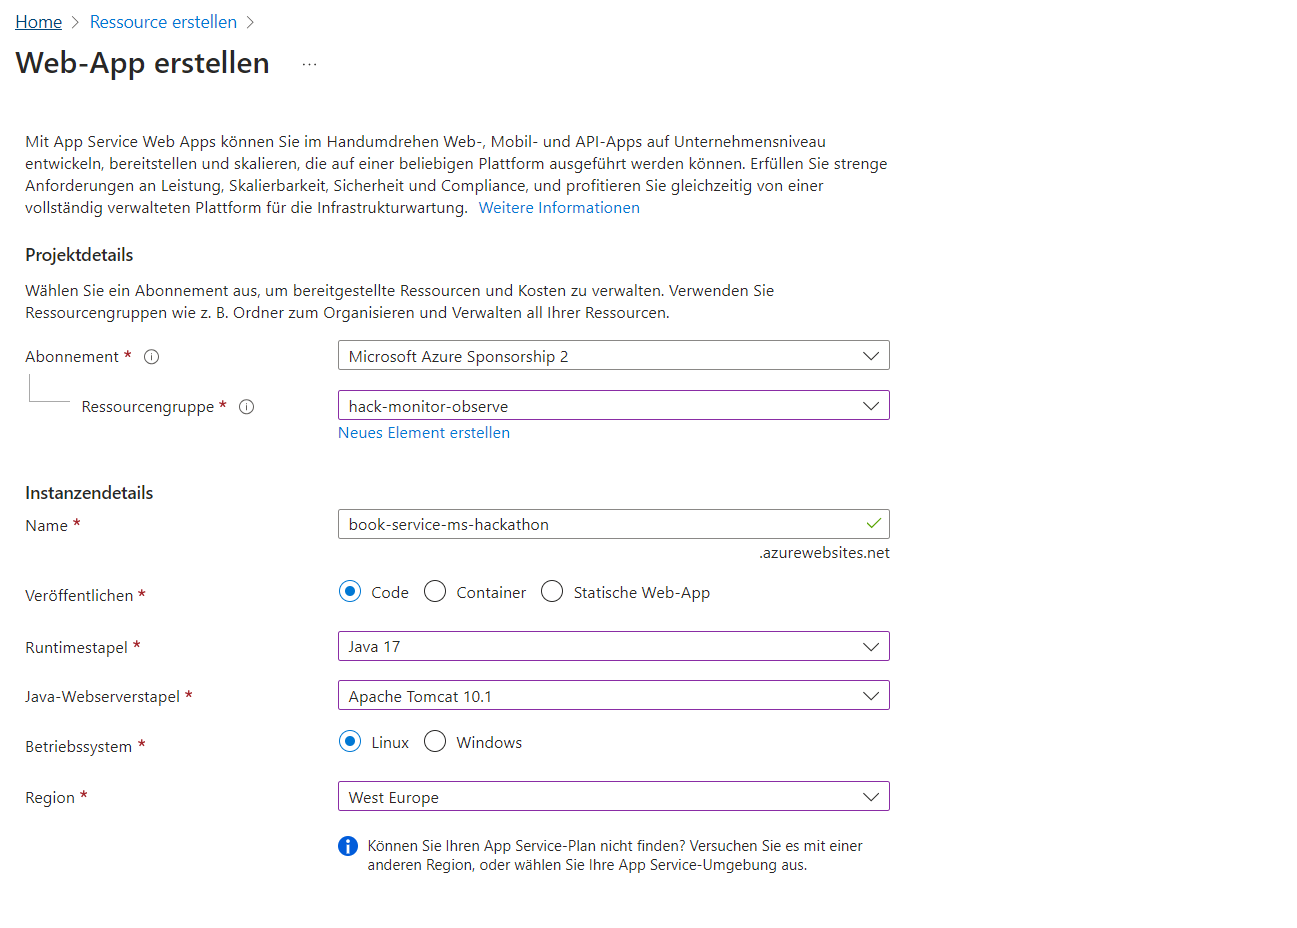 Home > Ressource erstellen >
Web-App erstellen ...
Mit App Service Web Apps können Sie im Handumdrehen Web-, Mobil- und API-Apps auf Unternehmensniveau
entwickeln, bereitstellen und skalieren, die auf einer beliebigen Plattform ausgeführt werden können. Erfüllen Sie strenge
Anforderungen an Leistung, Skalierbarkeit, Sicherheit und Compliance, und profitieren Sie gleichzeitig von einer
vollständig verwalteten Plattform für die Infrastrukturwartung. Weitere Informationen
Projektdetails
Wählen Sie ein Abonnement aus, um bereitgestellte Ressourcen und Kosten zu verwalten. Verwenden Sie
Ressourcengruppen wie z. B. Ordner zum Organisieren und Verwalten all Ihrer Ressourcen.
Abonnement * Microsoft Azure Sponsorship 2
Ressourcengruppe * hack-monitor-observe
Neues Element erstellen
Instanzendetails
Name * book-service-ms-hackathon
.azurewebsites.net
Veröffentlichen * Code Container Statische Web-App
Runtimestapel * Java 17
Java-Webserverstapel * Apache Tomcat 10.1
Betriebssystem * Linux Windows
Region * West Europe
Können Sie Ihren App Service-Plan nicht finden? Versuchen Sie es mit einer
anderen Region, oder wählen Sie Ihre App Service-Umgebung aus.